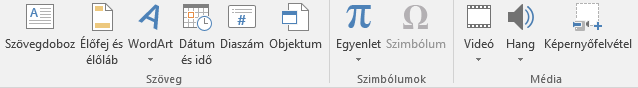 Szövegdoboz Élőfej és élőláb WordArt Dátum és idő Diaszám Objektum Egyenlet Szimbólum Videó Hang Képernyőfelvétel
Szöveg Szimbólumok Média